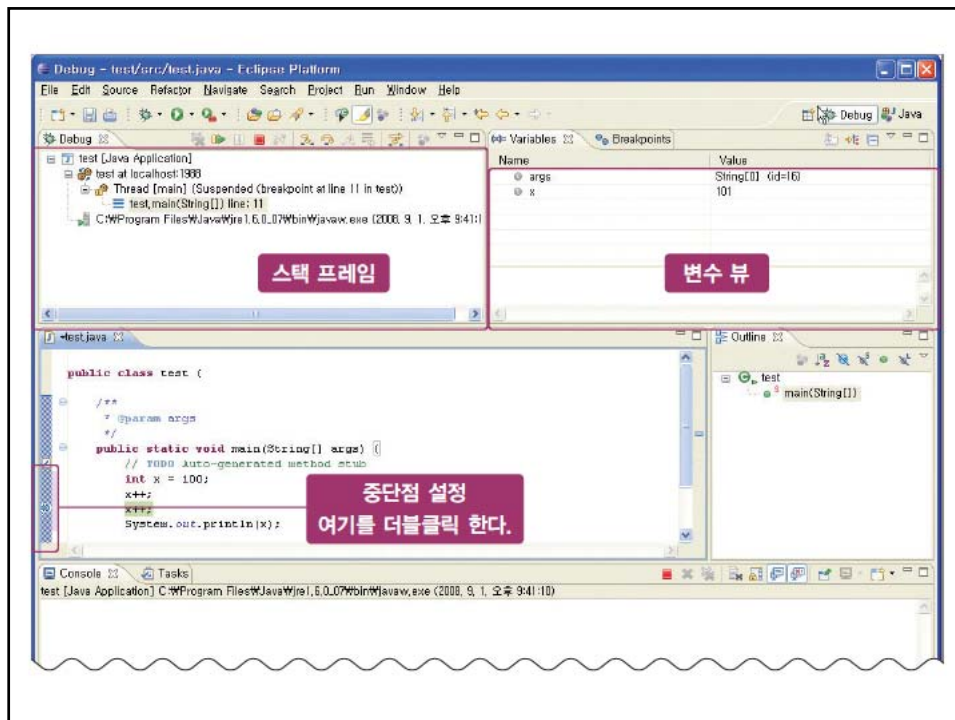 Debug - test/src/test.java - Eclipse Platform
File Edit Source Refactor Navigate Search Project Run Window Help
Debug Java
Debug
Variables Breakpoints
test [Java Application]
test at localhost:1988
Thread [main] (Suspended (breakpoint at line 11 in test))
test.main(String[]) line: 11
C:₩Program Files₩Java₩jre1.6.0_07₩bin₩javaw.exe (2008. 9. 1. 오후 9:41:1
Name Value
args String[0] (id=16)
x 101
스택 프레임
변수 뷰
test.java
public class test {
/**
* @param args
*/
public static void main(String[] args) {
// TODO Auto-generated method stub
int x = 100;
x++;
x++;
System.out.println(x);
중단점 설정
여기를 더블클릭 한다.
Outline
test
main(String[])
Console Tasks
test [Java Application] C:₩Program Files₩Java₩jre1.6.0_07₩bin₩javaw.exe (2008. 9. 1. 오후 9:41:10)